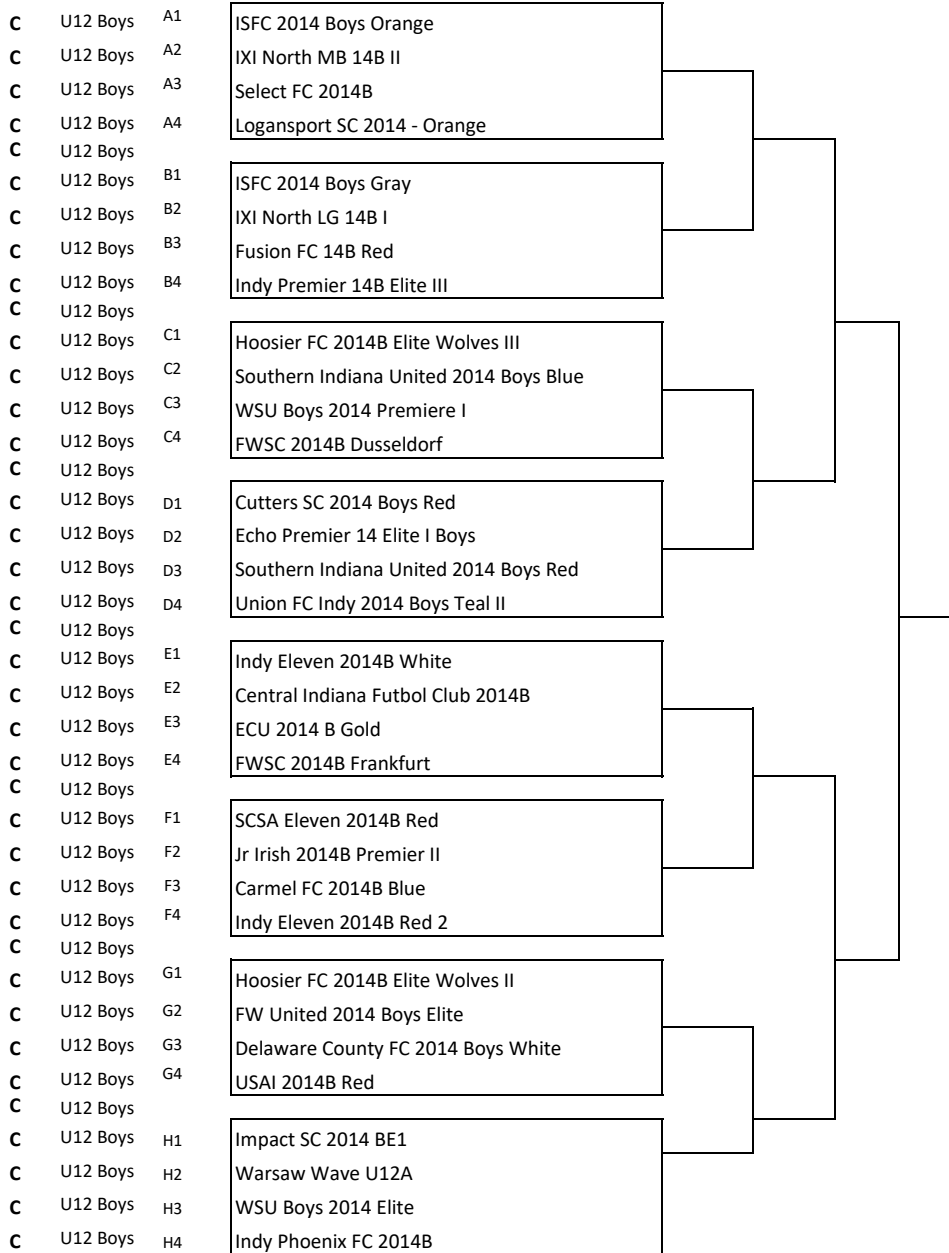 C U12 Boys A1 ISFC 2014 Boys Orange
C U12 Boys A2 IXI North MB 14B II
C U12 Boys A3 Select FC 2014B
C U12 Boys A4 Logansport SC 2014 - Orange
C U12 Boys
C U12 Boys B1 ISFC 2014 Boys Gray
C U12 Boys B2 IXI North LG 14B I
C U12 Boys B3 Fusion FC 14B Red
C U12 Boys B4 Indy Premier 14B Elite III
C U12 Boys
C U12 Boys C1 Hoosier FC 2014B Elite Wolves III
C U12 Boys C2 Southern Indiana United 2014 Boys Blue
C U12 Boys C3 WSU Boys 2014 Premiere I
C U12 Boys C4 FWSC 2014B Dusseldorf
C U12 Boys
C U12 Boys D1 Cutters SC 2014 Boys Red
C U12 Boys D2 Echo Premier 14 Elite I Boys
C U12 Boys D3 Southern Indiana United 2014 Boys Red
C U12 Boys D4 Union FC Indy 2014 Boys Teal II
C U12 Boys
C U12 Boys E1 Indy Eleven 2014B White
C U12 Boys E2 Central Indiana Futbol Club 2014B
C U12 Boys E3 ECU 2014 B Gold
C U12 Boys E4 FWSC 2014B Frankfurt
C U12 Boys
C U12 Boys F1 SCSA Eleven 2014B Red
C U12 Boys F2 Jr Irish 2014B Premier II
C U12 Boys F3 Carmel FC 2014B Blue
C U12 Boys F4 Indy Eleven 2014B Red 2
C U12 Boys
C U12 Boys G1 Hoosier FC 2014B Elite Wolves II
C U12 Boys G2 FW United 2014 Boys Elite
C U12 Boys G3 Delaware County FC 2014 Boys White
C U12 Boys G4 USAI 2014B Red
C U12 Boys
C U12 Boys H1 Impact SC 2014 BE1
C U12 Boys H2 Warsaw Wave U12A
C U12 Boys H3 WSU Boys 2014 Elite
C U12 Boys H4 Indy Phoenix FC 2014B